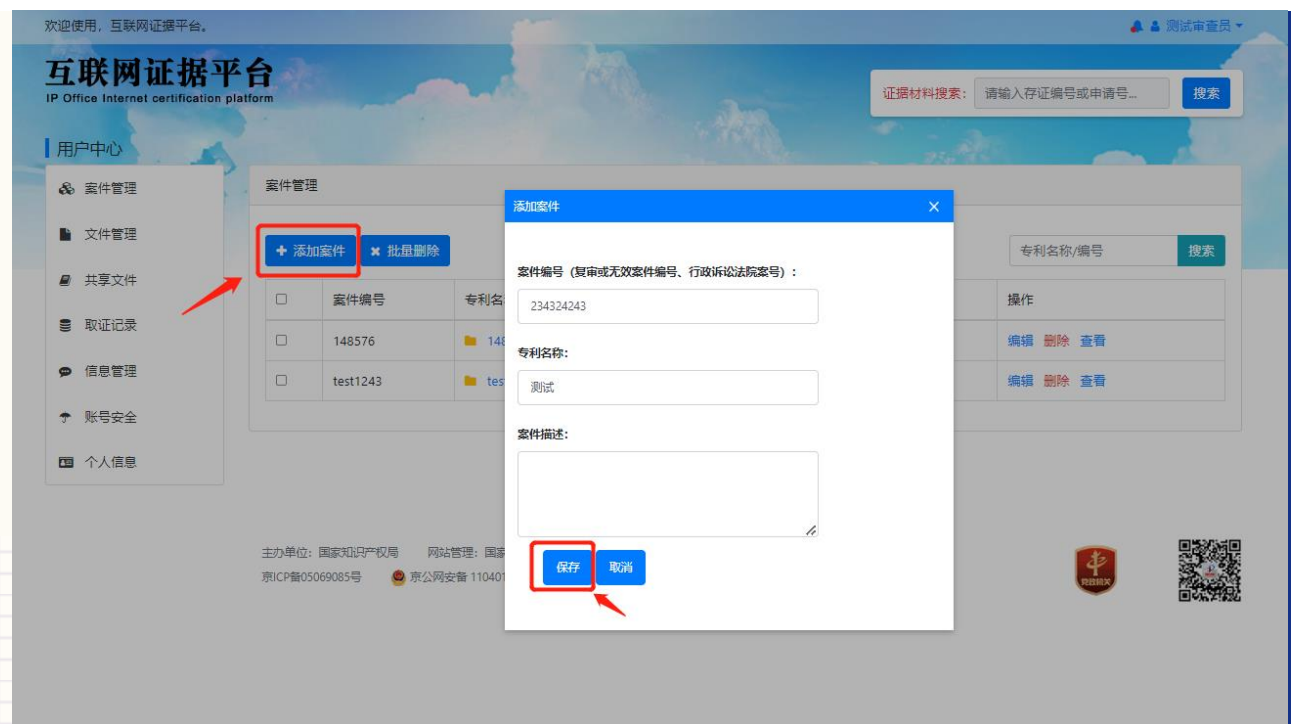 欢迎使用，互联网证据平台。
测试审查员
互联网证据平台
IP Office Internet certification platform
证据材料搜索：
请输入存证编号或申请号...
搜索
用户中心
案件管理
文件管理
共享文件
取证记录
信息管理
账号安全
个人信息
案件管理
添加案件
批量删除
专利名称/编号
搜索
案件编号
专利名
操作
148576
148
编辑 删除 查看
test1243
tes
编辑 删除 查看
添加案件
案件编号（复审或无效案件编号、行政诉讼法院案号）：
234324243
专利名称：
测试
案件描述：
保存
取消
主办单位：国家知识产权局 网站管理：国家
京ICP备05069085号 京公网安备 110401
党政机关